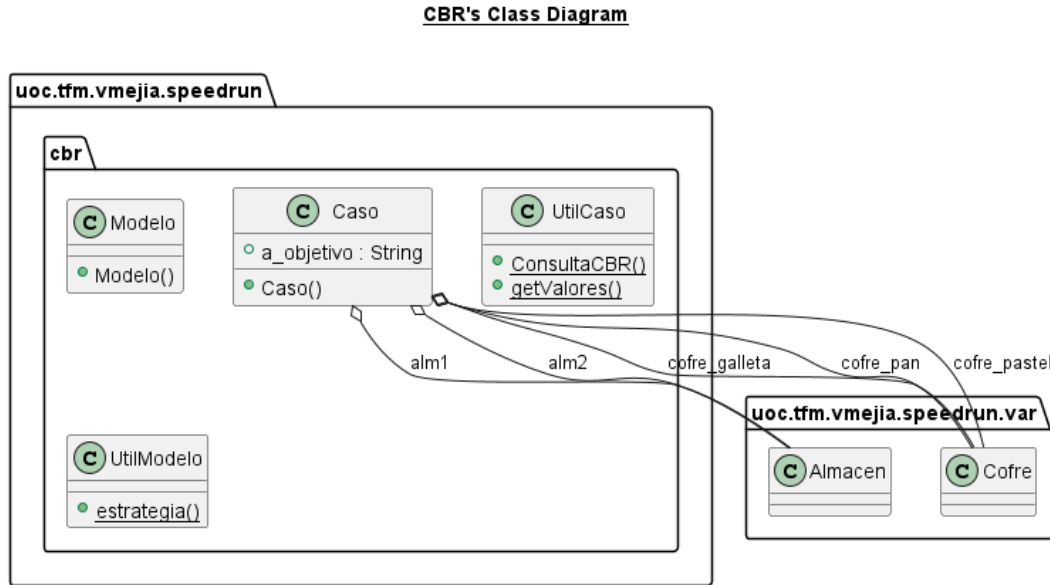 CBR's Class Diagram
uoc.tfm.vmejia.speedrun
cbr
C Modelo
Modelo()
C Caso
a_objetivo : String
Caso()
C UtilCaso
ConsultaCBR()
getValores()
alm1
alm2
cofre_galleta
cofre_pan
cofre_pastel
uoc.tfm.vmejia.speedrun.var
C UtilModelo
estrategia()
C Almacen
C Cofre